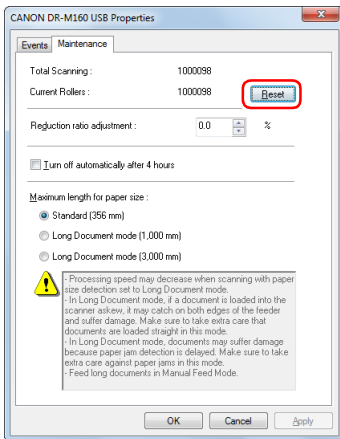 CANON DR-M160 USB Properties
Events Maintenance
Total Scanning : 1000098
Current Rollers : 1000098 Reset
Reduction ratio adjustment : 0.0 %
Turn off automatically after 4 hours
Maximum length for paper size :
Standard (356 mm)
Long Document mode (1,000 mm)
Long Document mode (3,000 mm)
- Processing speed may decrease when scanning with paper
size detection set to Long Document mode.
- In Long Document mode, if a document is loaded into the
scanner askew, it may catch on both edges of the feeder
and suffer damage. Make sure to take extra care that
documents are loaded straight in this mode.
- In Long Document mode, documents may suffer damage
because paper jam detection is delayed. Make sure to take
extra care against paper jams in this mode.
- Feed long documents in Manual Feed Mode.
OK Cancel Apply